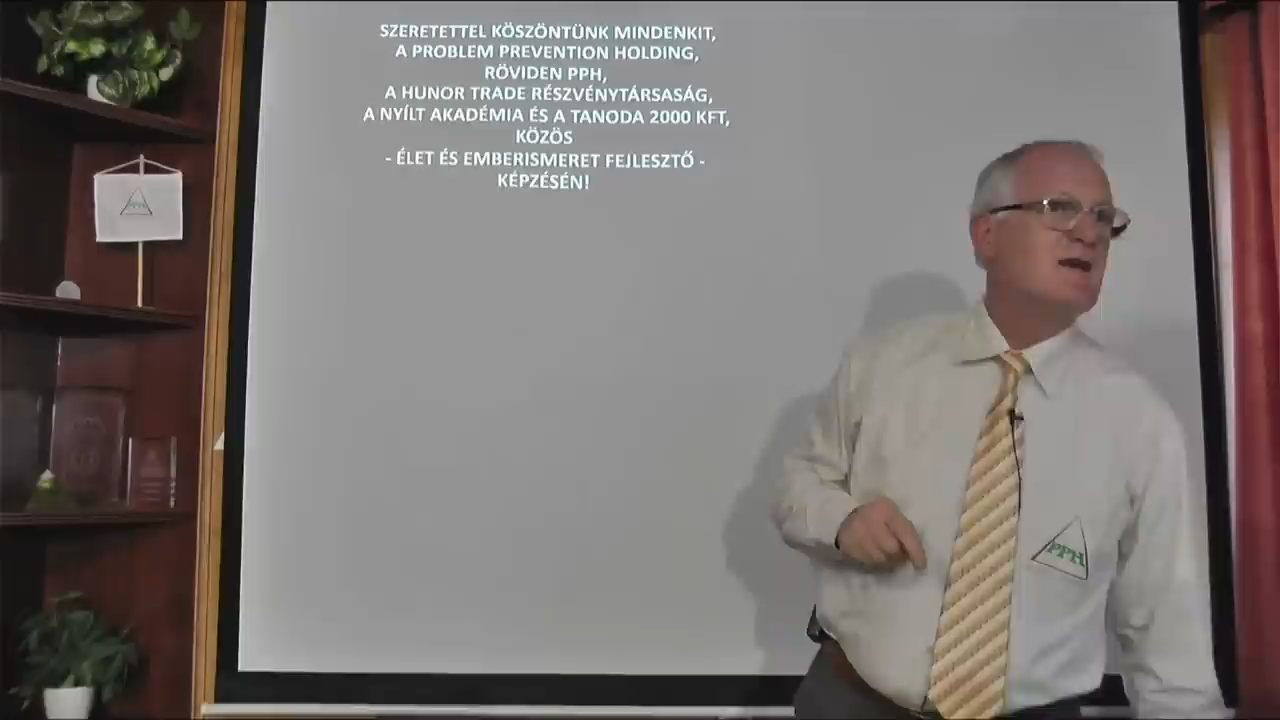 SZERETETTEL KÖSZÖNTÜNK MINDENKIT,
A PROBLEM PREVENTION HOLDING,
RÖVIDEN PPH,
A HUNOR TRADE RÉSZVÉNYTÁRSASÁG,
A NYÍLT AKADÉMIA ÉS A TANODA 2000 KFT,
KÖZÖS
- ÉLET ÉS EMBERISMERET FEJLESZTŐ -
KÉPZÉSÉN!
PPH
PPH